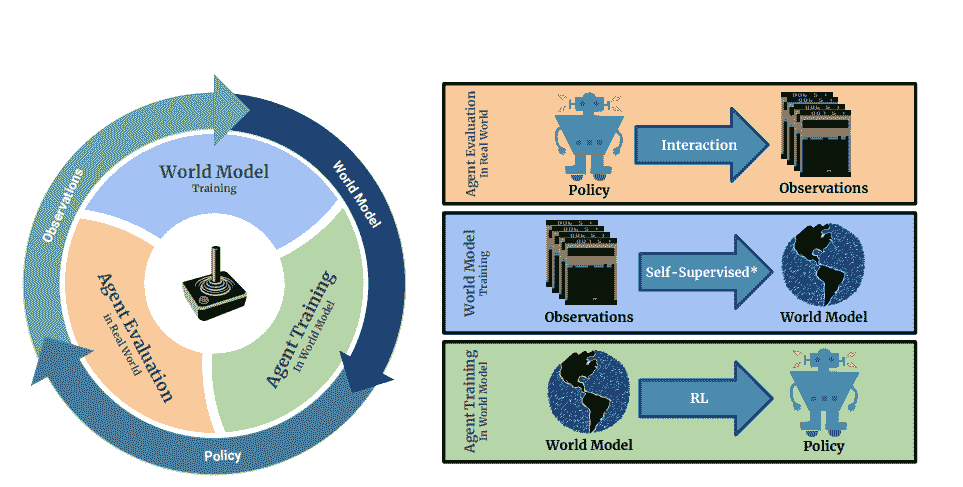 World Model
Training
Observations
World Model
Agent Evaluation
in Real World
Agent Training
In World Model
Policy
Agent Evaluation
In Real World
Policy
Interaction
Observations
World Model
Training
Observations
Self-Supervised*
World Model
Agent Training
In World Model
World Model
RL
Policy